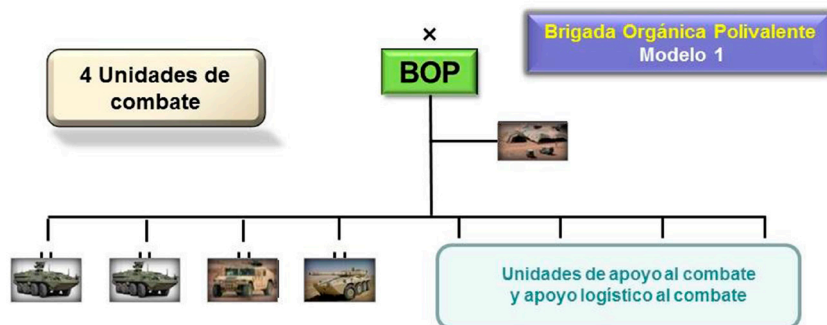 Brigada Orgánica Polivalente
Modelo 1
4 Unidades de
combate
×
BOP
Unidades de apoyo al combate
y apoyo logístico al combate